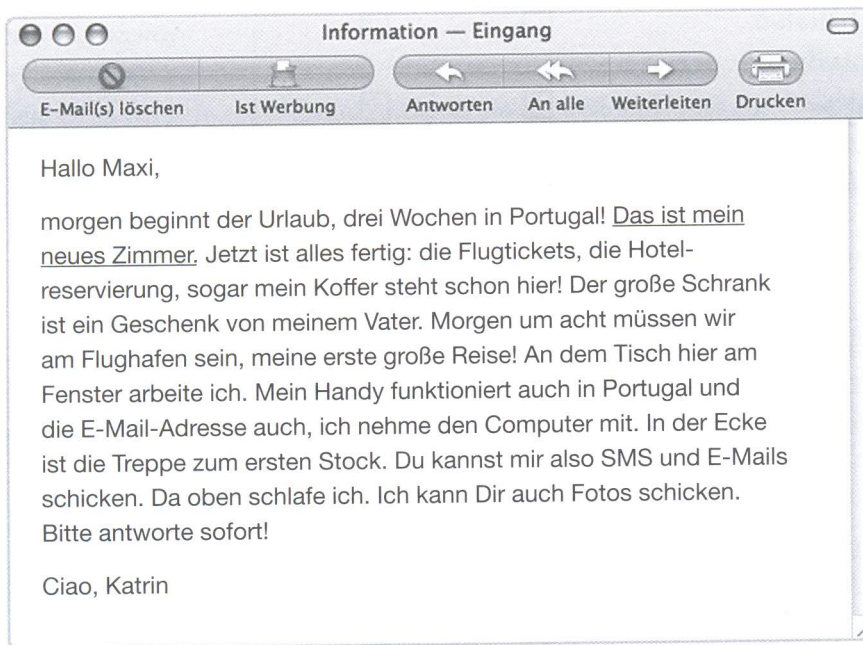 Information — Eingang
E-Mail(s) löschen Ist Werbung Antworten An alle Weiterleiten Drucken
Hallo Maxi,
morgen beginnt der Urlaub, drei Wochen in Portugal! Das ist mein
neues Zimmer. Jetzt ist alles fertig: die Flugtickets, die Hotel-
reservierung, sogar mein Koffer steht schon hier! Der große Schrank
ist ein Geschenk von meinem Vater. Morgen um acht müssen wir
am Flughafen sein, meine erste große Reise! An dem Tisch hier am
Fenster arbeite ich. Mein Handy funktioniert auch in Portugal und
die E-Mail-Adresse auch, ich nehme den Computer mit. In der Ecke
ist die Treppe zum ersten Stock. Du kannst mir also SMS und E-Mails
schicken. Da oben schlafe ich. Ich kann Dir auch Fotos schicken.
Bitte antworte sofort!
Ciao, Katrin